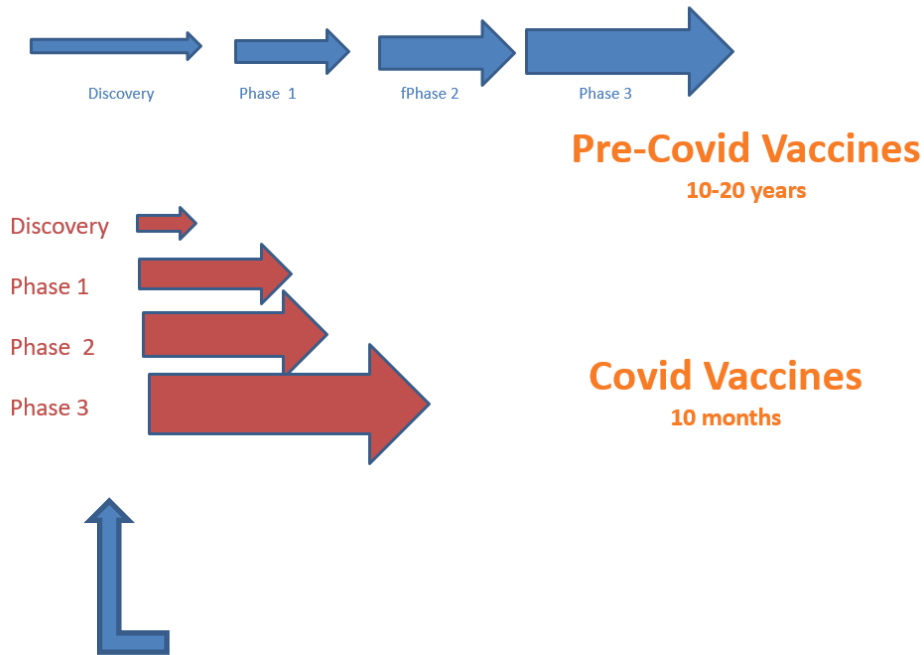 Discovery
Phase 1
fPhase 2
Phase 3
Pre-Covid Vaccines
10-20 years
Discovery
Phase 1
Phase 2
Phase 3
Covid Vaccines
10 months